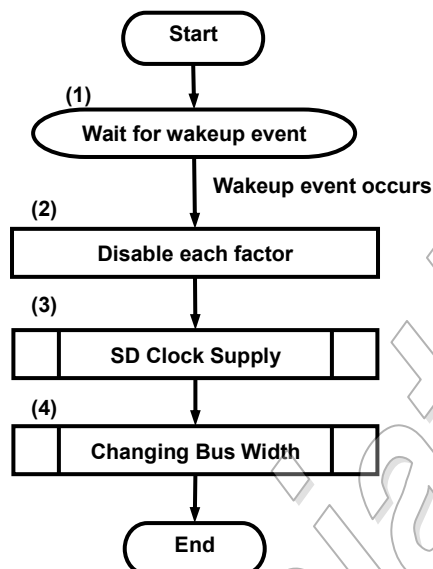 Start
(1)
Wait for wakeup event
Wakeup event occurs
(2)
Disable each factor
(3)
SD Clock Supply
(4)
Changing Bus Width
End